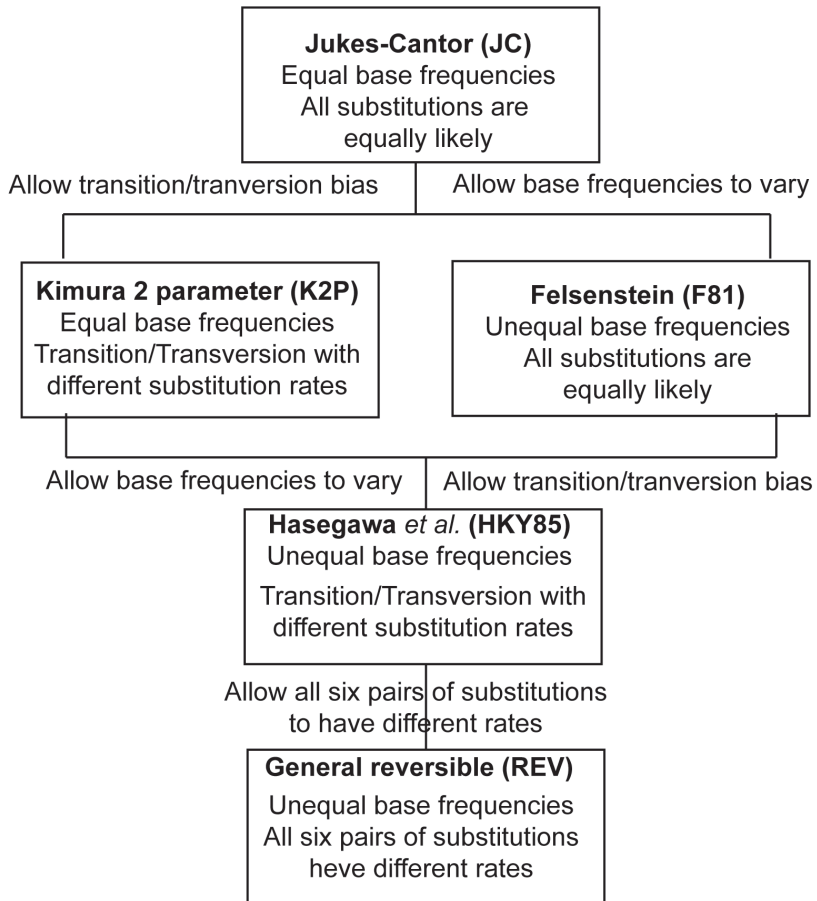 Jukes-Cantor (JC)
Equal base frequencies
All substitutions are
equally likely
Allow transition/tranversion bias
Allow base frequencies to vary
Kimura 2 parameter (K2P)
Equal base frequencies
Transition/Transversion with
different substitution rates
Felsenstein (F81)
Unequal base frequencies
All substitutions are
equally likely
Allow base frequencies to vary
Allow transition/tranversion bias
Hasegawa et al. (HKY85)
Unequal base frequencies
Transition/Transversion with
different substitution rates
Allow all six pairs of substitutions
to have different rates
General reversible (REV)
Unequal base frequencies
All six pairs of substitutions
heve different rates